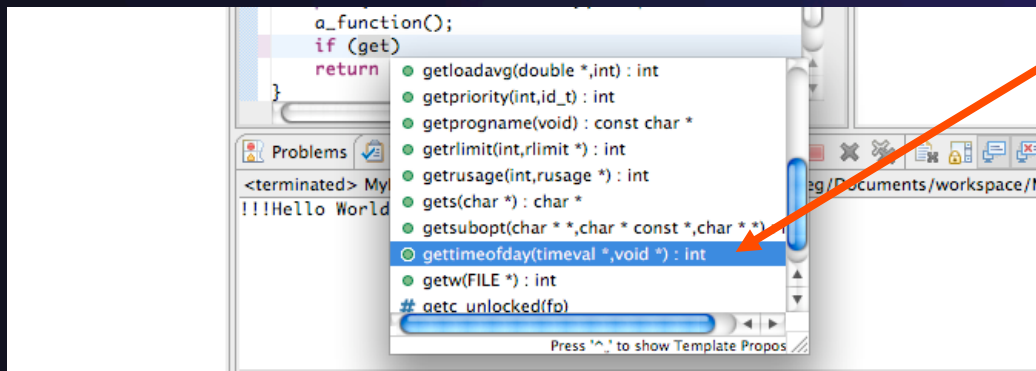 a_function();
if (get)
return
}
getloadavg(double *,int) : int
getpriority(int,id_t) : int
getprogname(void) : const char *
getrlimit(int,rlimit *) : int
getrusage(int,rusage *) : int
gets(char *) : char *
getsubopt(char * *,char * const *,char * *)
gettimeofday(timeval *,void *) : int
getw(FILE *) : int
# getc_unlocked(fp)
Press '^.' to show Template Propos
Problems
<terminated> eg/Documents/workspace/
!!!Hello World